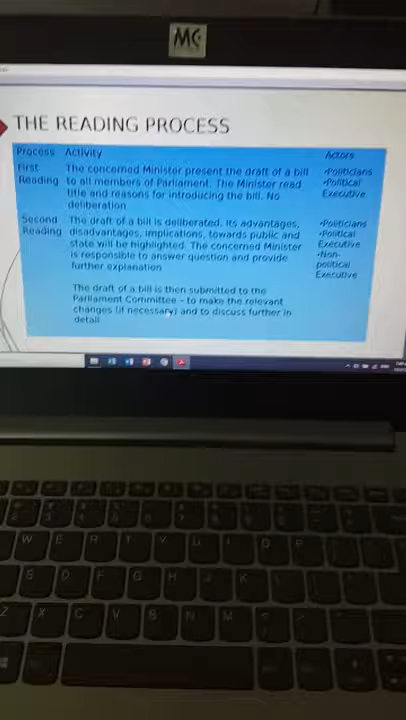 MC
THE READING PROCESS
Process Activity Actors
First Reading
The concerned Minister present the draft of a bill
to all members of Parliament. The Minister read
title and reasons for introducing the bill. No
deliberation
•Politicians
•Political
Executive
Second Reading
The draft of a bill is deliberated. Its advantages,
disadvantages, implications, towards public and
state will be highlighted. The concerned Minister
is responsible to answer question and provide
further explanation
•Politicians
•Political
Executive
•Non-
political
Executive
The draft of a bill is then submitted to the
Parliament Committee – to make the relevant
changes (if necessary) and to discuss further in
detail
W E R T Y U I O P
S D F G H J K L
Z X C V B N M